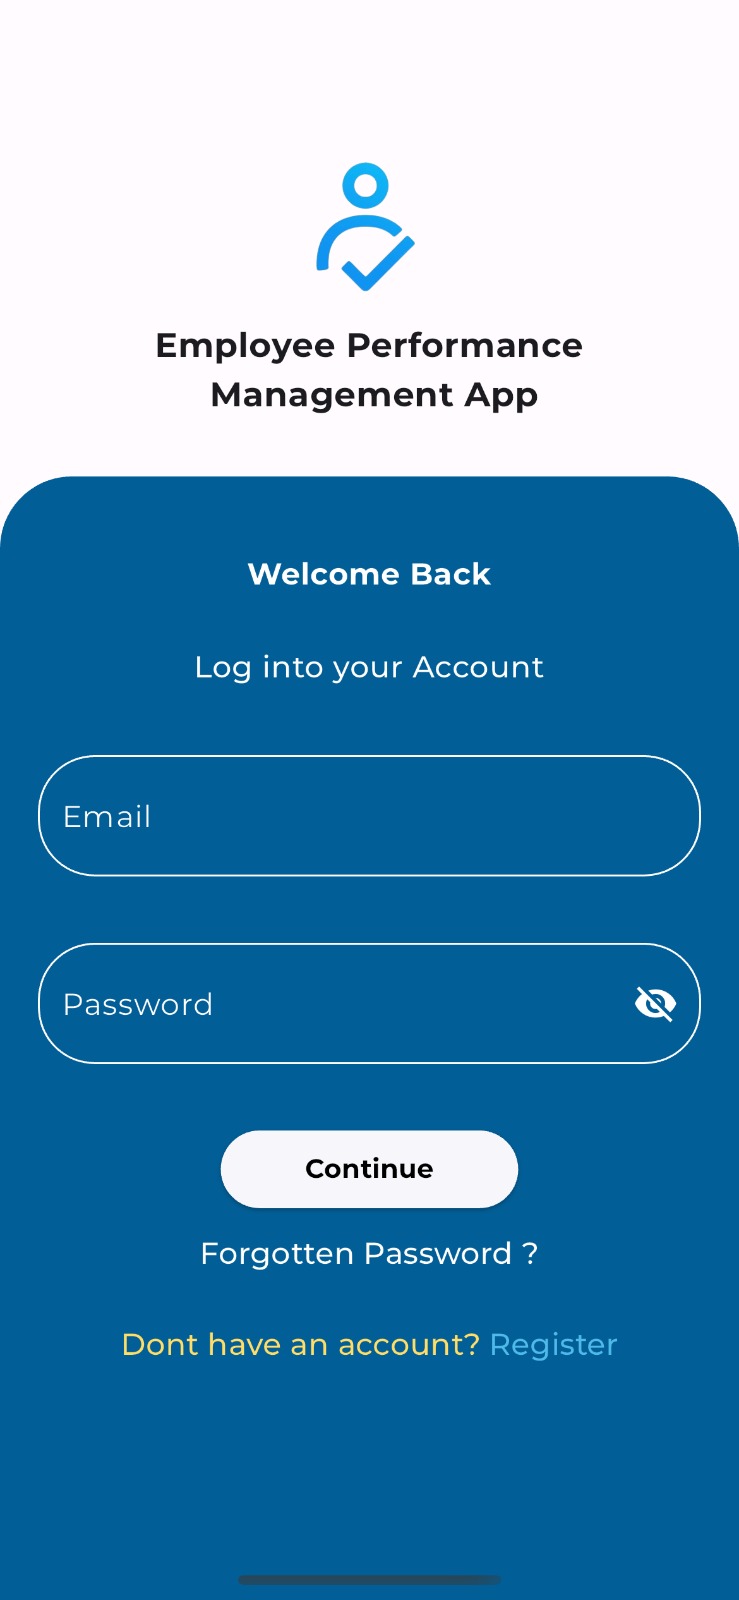 Employee Performance
Management App
Welcome Back
Log into your Account
Email
Password
Continue
Forgotten Password ?
Dont have an account? Register